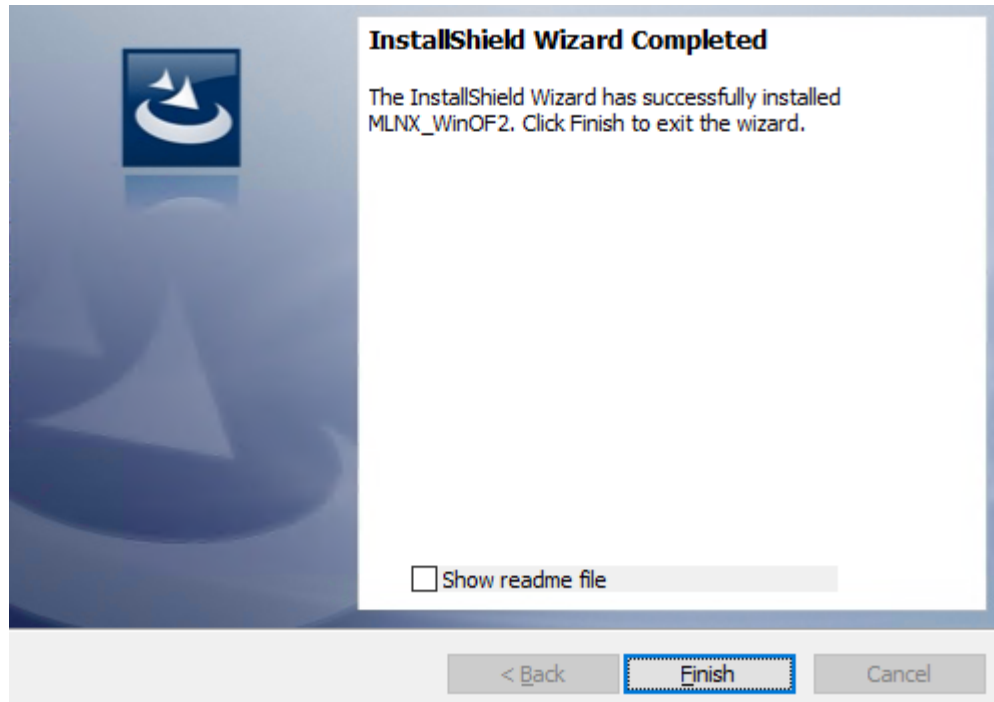 InstallShield Wizard Completed
The InstallShield Wizard has successfully installed
MLNX_WinOF2. Click Finish to exit the wizard.
Show readme file
< Back
Finish
Cancel